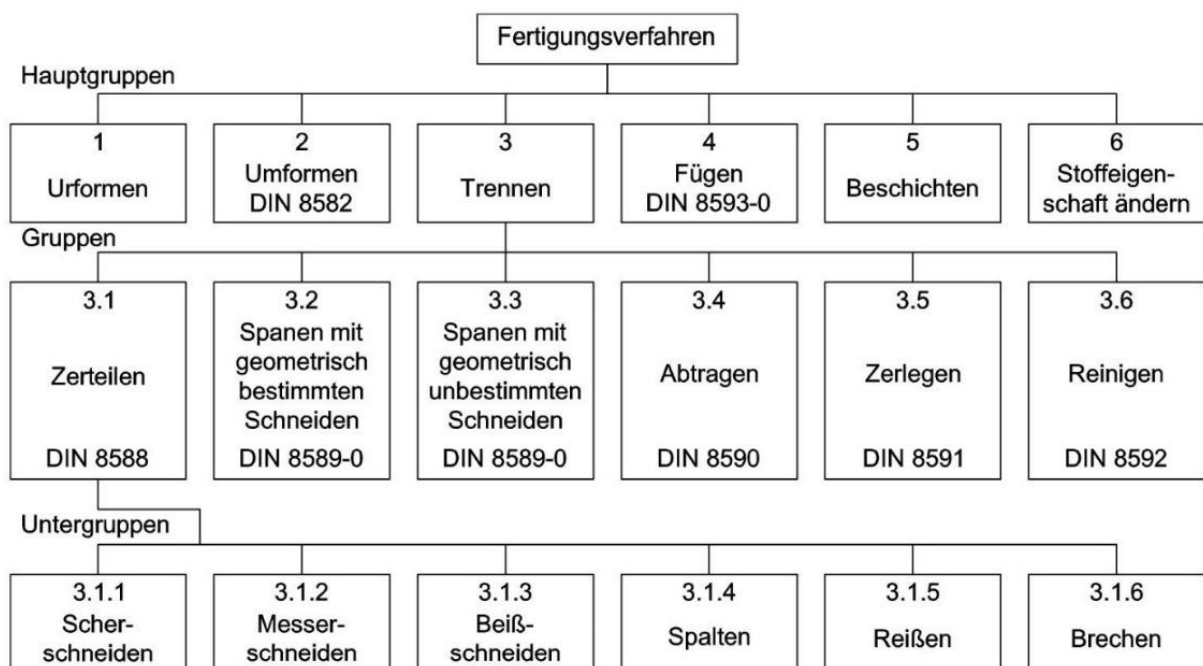 Fertigungsverfahren
Hauptgruppen
1
Urformen
2
Umformen
DIN 8582
3
Trennen
4
Fügen
DIN 8593-0
5
Beschichten
6
Stoffeigen-
schaft ändern
Gruppen
3.1
Zerteilen
DIN 8588
3.2
Spanen mit
geometrisch
bestimmten
Schneiden
DIN 8589-0
3.3
Spanen mit
geometrisch
unbestimmten
Schneiden
DIN 8589-0
3.4
Abtragen
DIN 8590
3.5
Zerlegen
DIN 8591
3.6
Reinigen
DIN 8592
Untergruppen
3.1.1
Scher-
schneiden
3.1.2
Messer-
schneiden
3.1.3
Beiß-
schneiden
3.1.4
Spalten
3.1.5
Reißen
3.1.6
Brechen